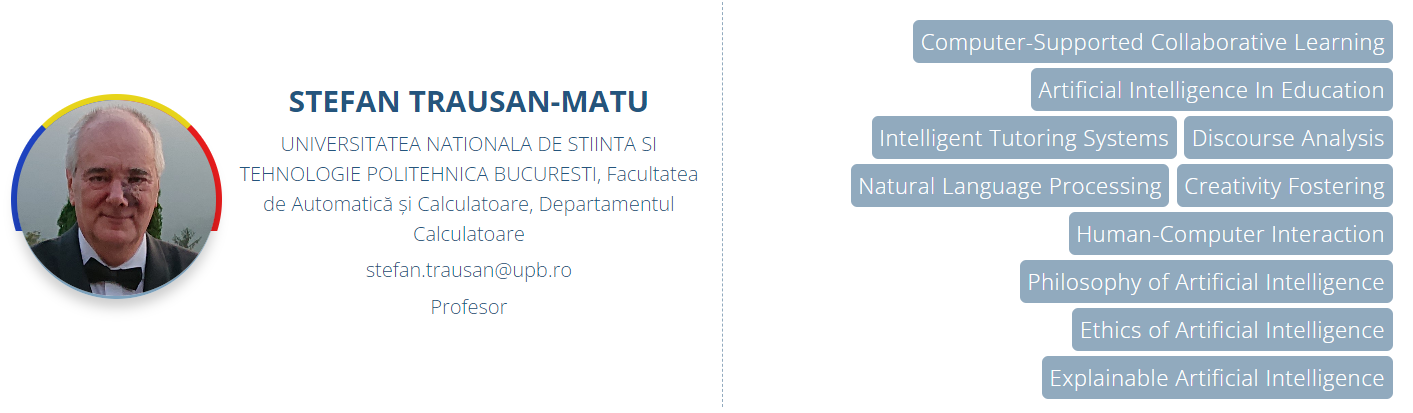 STEFAN TRAUSAN-MATU
UNIVERSITATEA NATIONALA DE STIINTA SI
TEHNOLOGIE POLITEHNICA BUCURESTI, Facultatea
de Automatică și Calculatoare, Departamentul
Calculatoare
stefan.trausan@upb.ro
Profesor
Computer-Supported Collaborative Learning
Artificial Intelligence In Education
Intelligent Tutoring Systems Discourse Analysis
Natural Language Processing Creativity Fostering
Human-Computer Interaction
Philosophy of Artificial Intelligence
Ethics of Artificial Intelligence
Explainable Artificial Intelligence